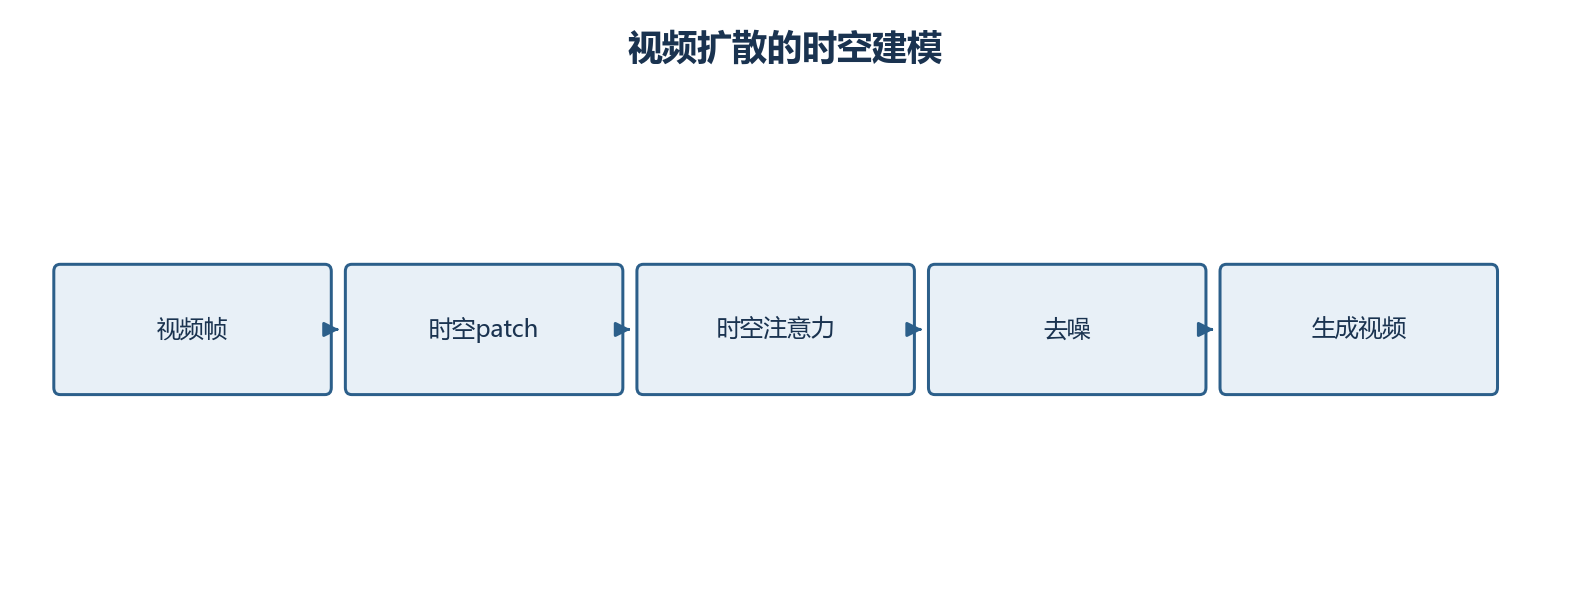 视频扩散的时空建模
视频帧
时空patch
时空注意力
去噪
生成视频